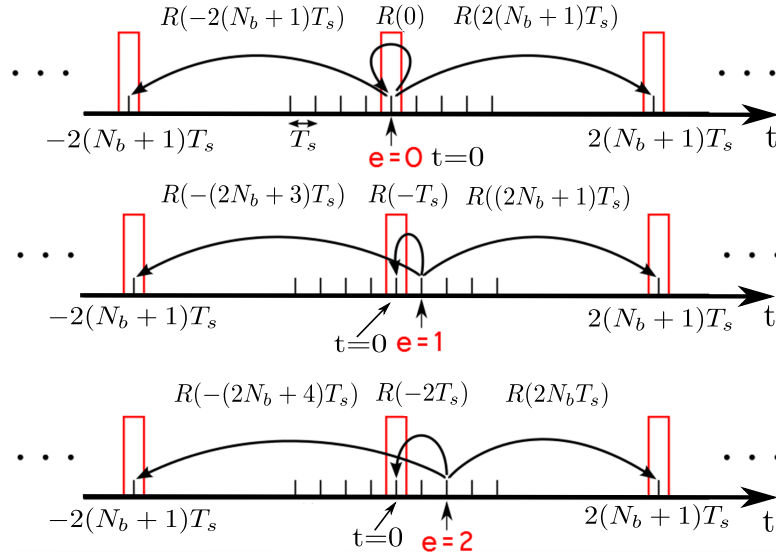 R(-2(N_b + 1)T_s) R(0) R(2(N_b + 1)T_s)
... ...
-2(N_b + 1)T_s T_s e=0 t=0 2(N_b + 1)T_s t
R(-(2N_b + 3)T_s) R(-T_s) R((2N_b + 1)T_s)
... ...
-2(N_b + 1)T_s t=0 e=1 2(N_b + 1)T_s t
R(-(2N_b + 4)T_s) R(-2T_s) R(2N_bT_s)
... ...
-2(N_b + 1)T_s t=0 e=2 2(N_b + 1)T_s t